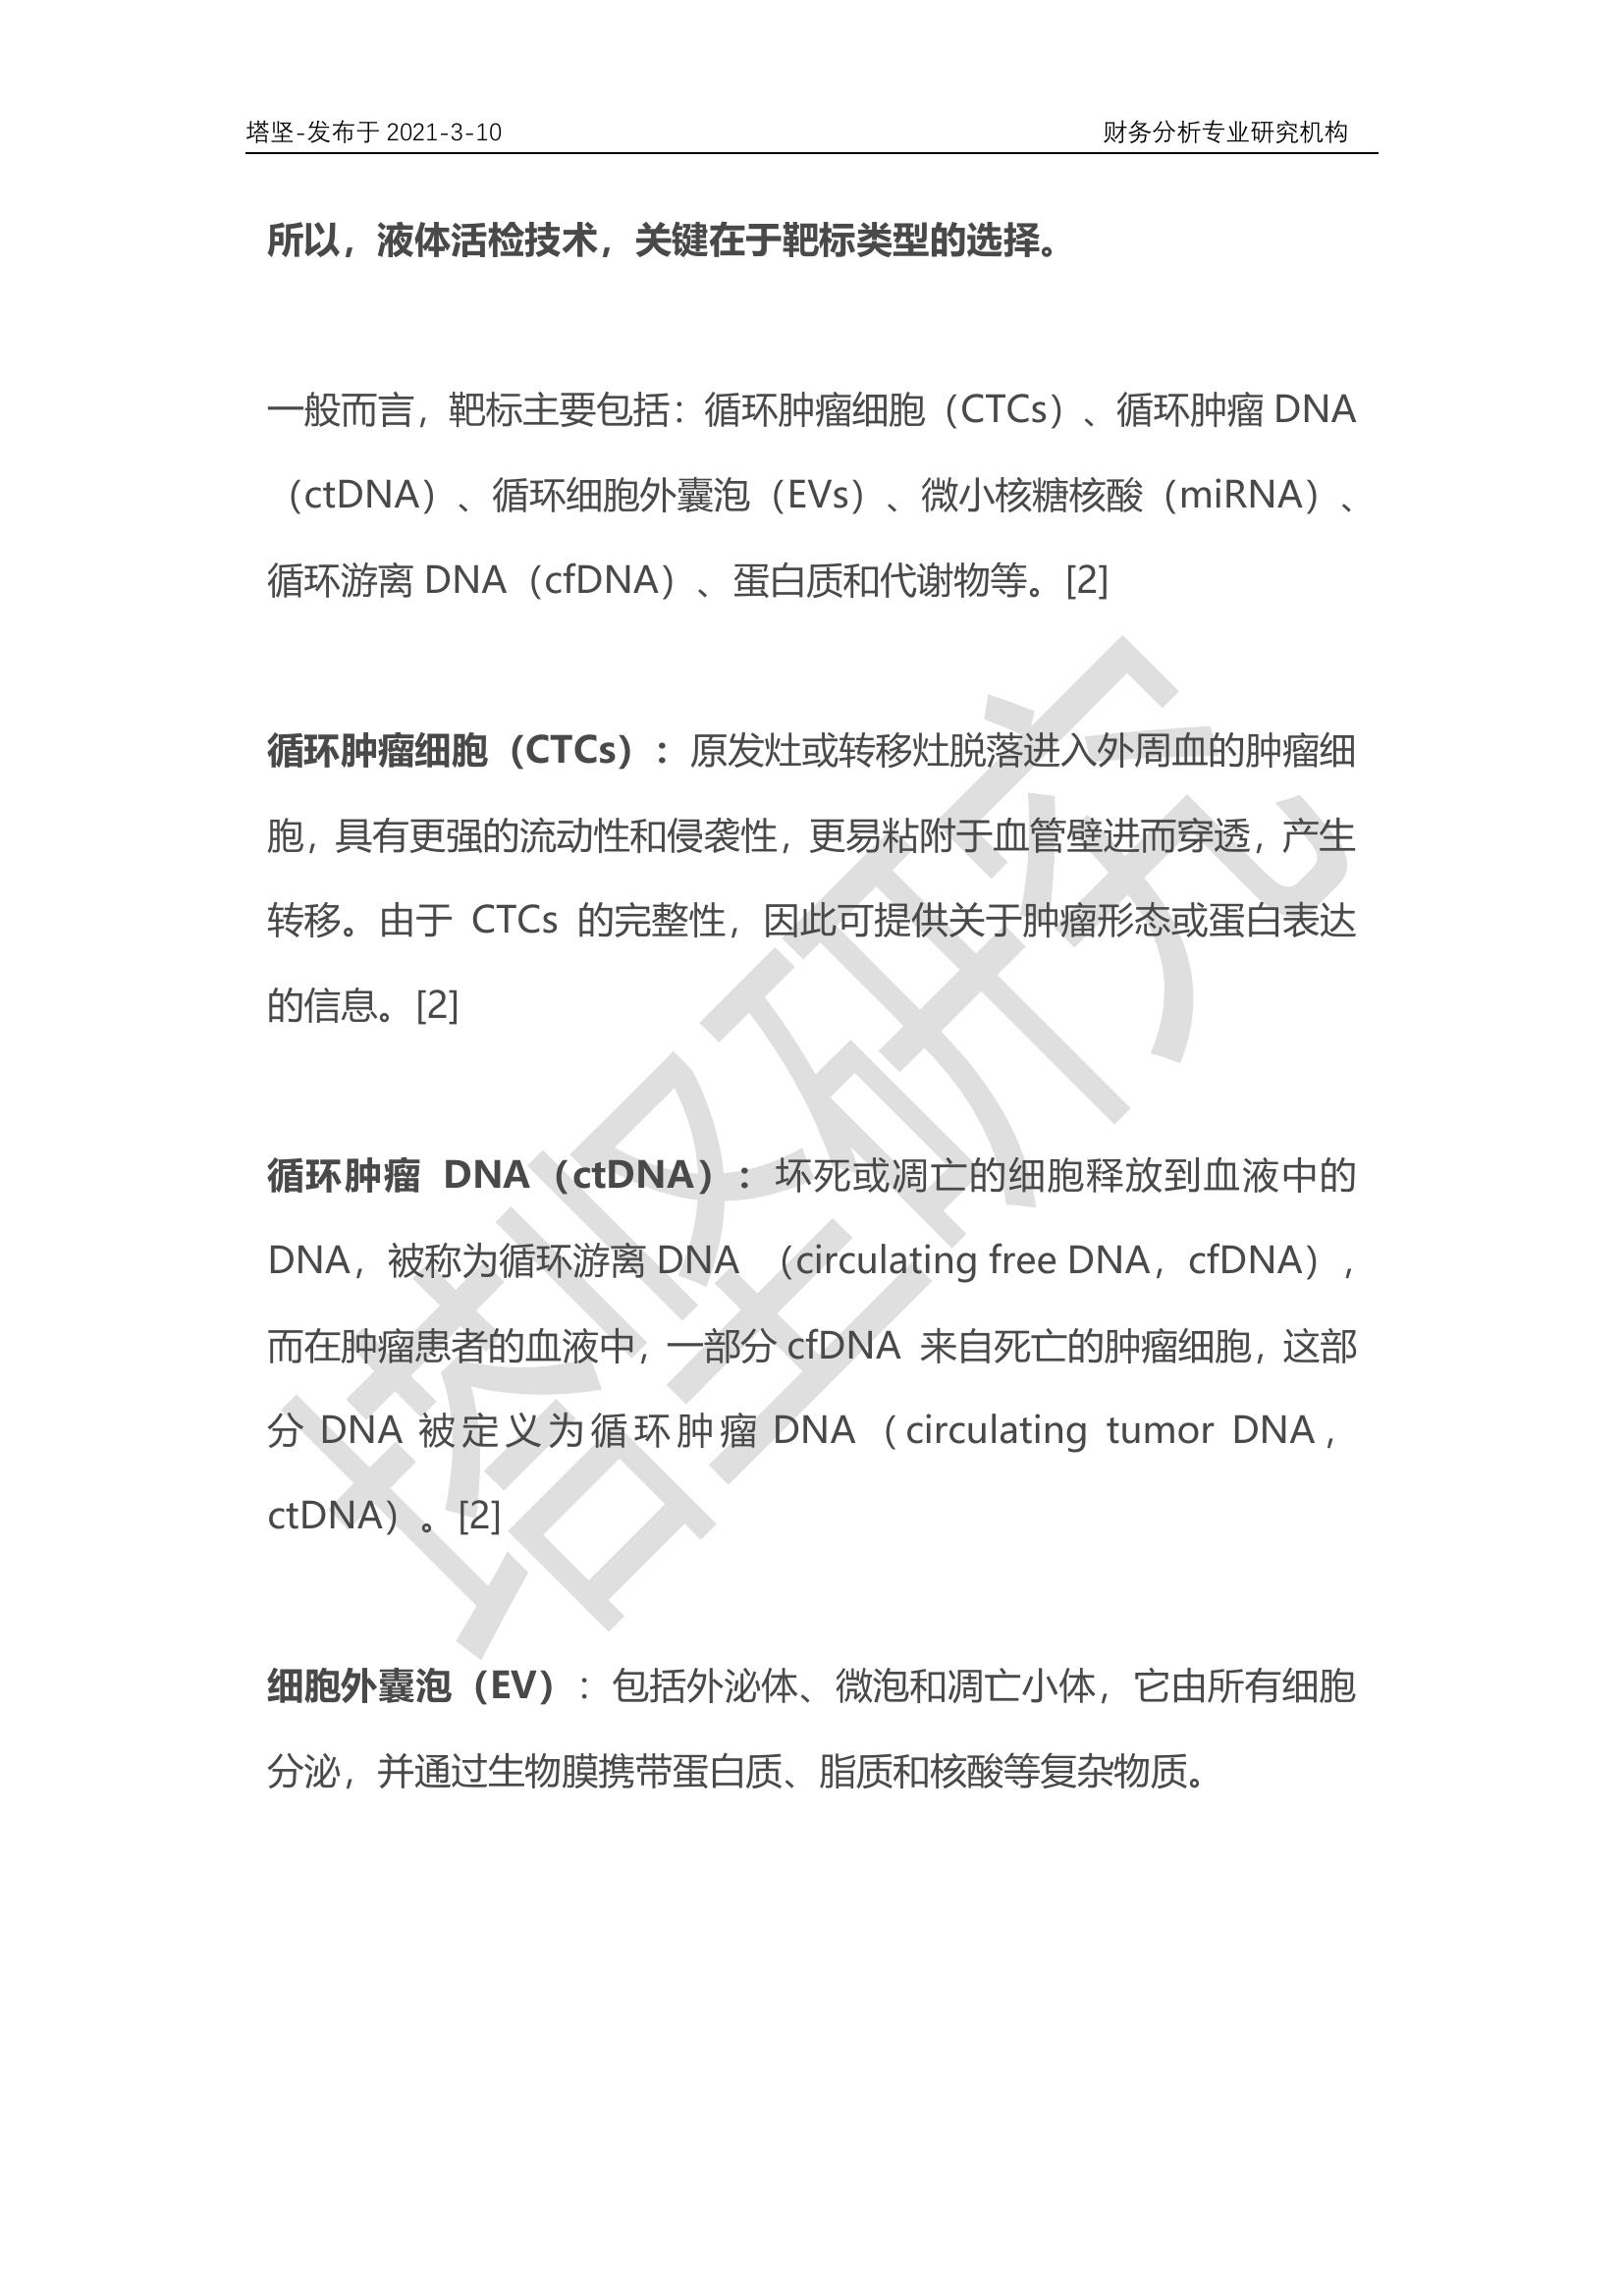 塔坚-发布于 2021-3-10 财务分析专业研究机构
所以，液体活检技术，关键在于靶标类型的选择。
一般而言，靶标主要包括：循环肿瘤细胞（CTCs）、循环肿瘤 DNA
（ctDNA）、循环细胞外囊泡（EVs）、微小核糖核酸（miRNA）、
循环游离 DNA（cfDNA）、蛋白质和代谢物等。[2]
循环肿瘤细胞（CTCs）：原发灶或转移灶脱落进入外周血的肿瘤细
胞，具有更强的流动性和侵袭性，更易粘附于血管壁进而穿透，产生
转移。由于 CTCs 的完整性，因此可提供关于肿瘤形态或蛋白表达
的信息。[2]
循环肿瘤 DNA（ctDNA）：坏死或凋亡的细胞释放到血液中的
DNA，被称为循环游离 DNA （circulating free DNA，cfDNA），
而在肿瘤患者的血液中，一部分 cfDNA 来自死亡的肿瘤细胞，这部
分 DNA 被定义为循环肿瘤 DNA（circulating tumor DNA，
ctDNA）。[2]
细胞外囊泡（EV）：包括外泌体、微泡和凋亡小体，它由所有细胞
分泌，并通过生物膜携带蛋白质、脂质和核酸等复杂物质。
塔坚研究